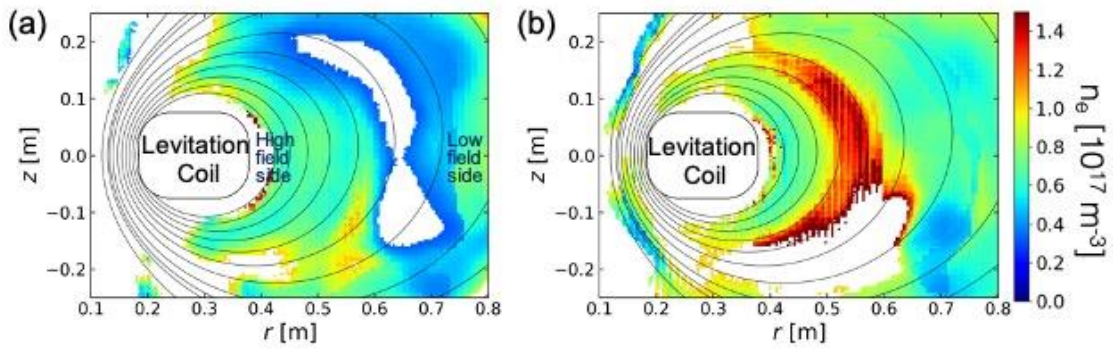 (a)
0.2
0.1
0.0
−0.1
−0.2
z [m]
Levitation
Coil
High
field
side
Low
field
side
0.1 0.2 0.3 0.4 0.5 0.6 0.7 0.8
r [m]
(b)
0.2
0.1
0.0
−0.1
−0.2
z [m]
Levitation
Coil
0.1 0.2 0.3 0.4 0.5 0.6 0.7 0.8
r [m]
1.4
1.2
1.0
0.8
0.6
0.4
0.2
0.0
nₑ [10¹⁷ m⁻³]